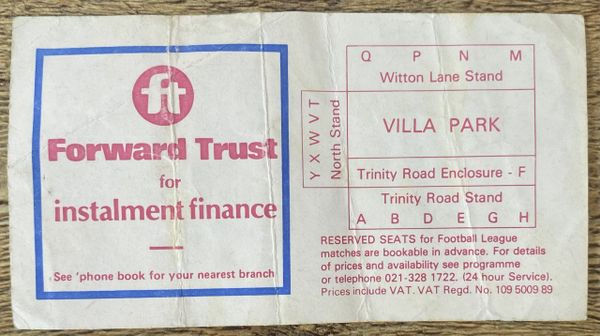 ft
Forward Trust
for
instalment finance
See 'phone book for your nearest branch
Q P N M
Witton Lane Stand
Y X W V T
North Stand
VILLA PARK
Trinity Road Enclosure - F
Trinity Road Stand
A B D E G H
RESERVED SEATS for Football League
matches are bookable in advance. For details
of prices and availability see programme
or telephone 021-328 1722. (24 hour Service).
Prices include VAT. VAT Regd. No. 109 5009 89